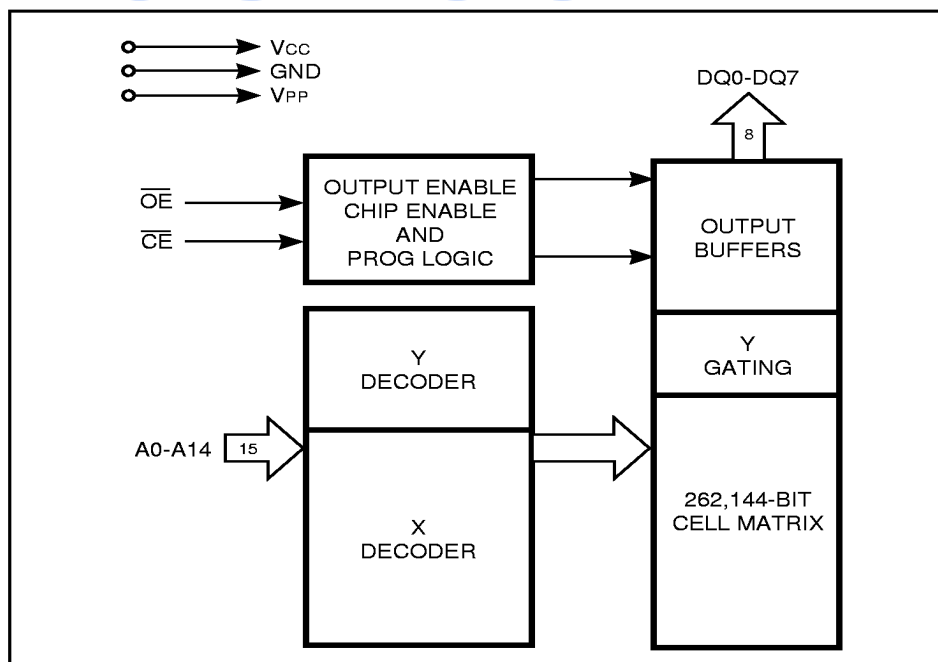 VCC
GND
VPP
DQ0-DQ7
8
OE
CE
OUTPUT ENABLE
CHIP ENABLE
AND
PROG LOGIC
OUTPUT
BUFFERS
Y
DECODER
Y
GATING
A0-A14
15
X
DECODER
262,144-BIT
CELL MATRIX